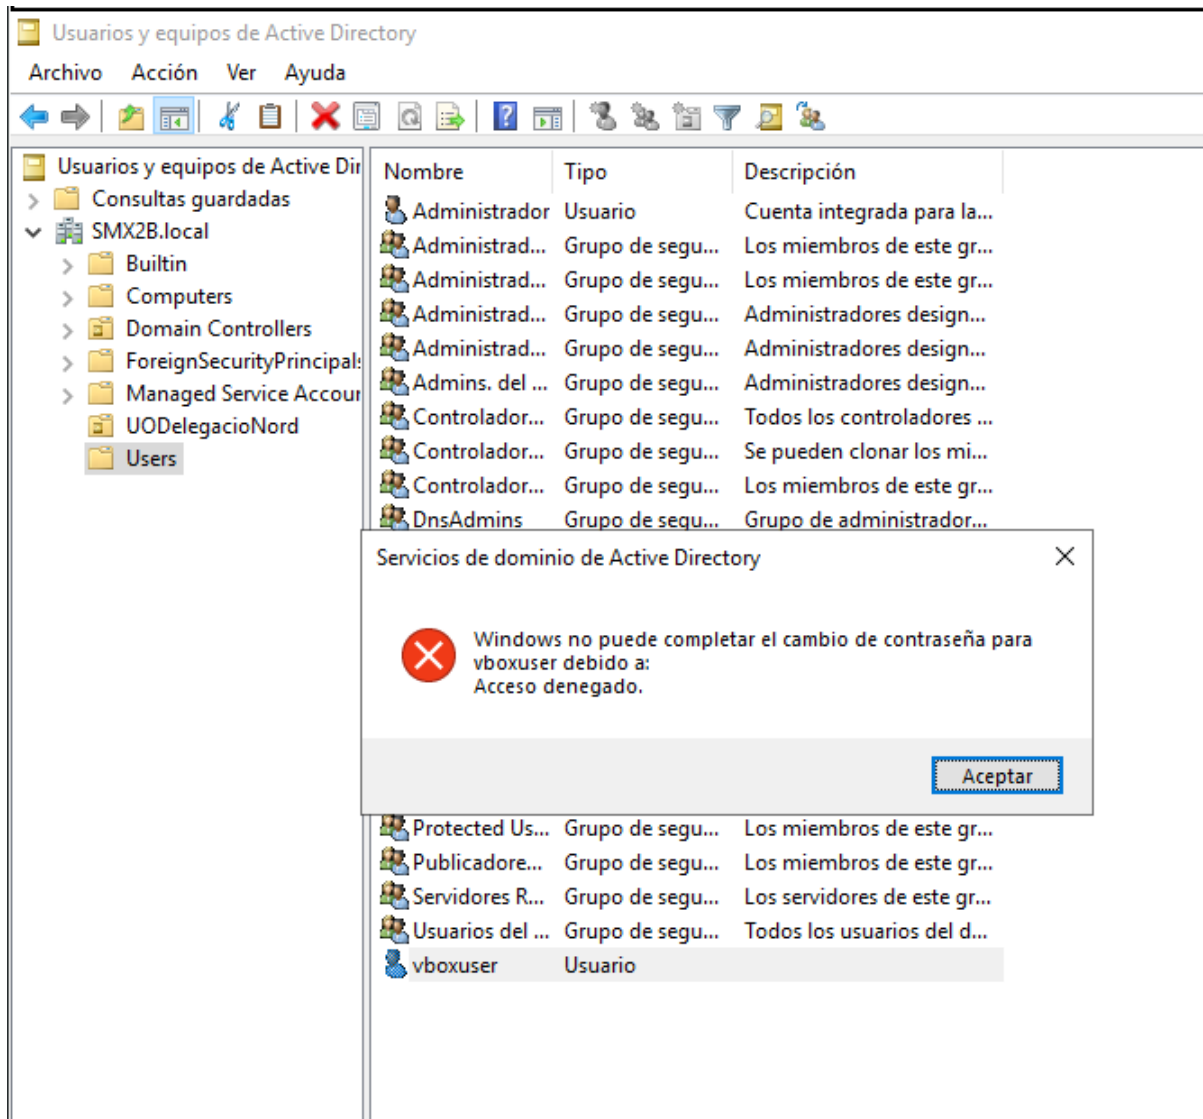 Usuarios y equipos de Active Directory
Archivo Acción Ver Ayuda
Usuarios y equipos de Active Dir
Consultas guardadas
SMX2B.local
Builtin
Computers
Domain Controllers
ForeignSecurityPrincipals
Managed Service Accour
UODelegacioNord
Users
Nombre Tipo Descripción
Administrador Usuario Cuenta integrada para la...
Administrad... Grupo de segu... Los miembros de este gr...
Administrad... Grupo de segu... Los miembros de este gr...
Administrad... Grupo de segu... Administradores design...
Administrad... Grupo de segu... Administradores design...
Admins. del ... Grupo de segu... Administradores design...
Controlador... Grupo de segu... Todos los controladores ...
Controlador... Grupo de segu... Se pueden clonar los mi...
Controlador... Grupo de segu... Los miembros de este gr...
DnsAdmins Grupo de segu... Grupo de administrador...
Servicios de dominio de Active Directory
Windows no puede completar el cambio de contraseña para
vboxuser debido a:
Acceso denegado.
Aceptar
Protected Us... Grupo de segu... Los miembros de este gr...
Publicadore... Grupo de segu... Los miembros de este gr...
Servidores R... Grupo de segu... Los servidores de este gr...
Usuarios del ... Grupo de segu... Todos los usuarios del d...
vboxuser Usuario